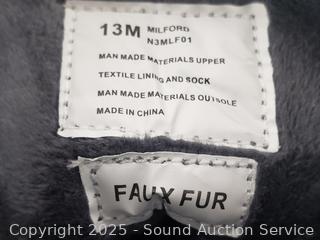 13M MILFORD
N3MLF01
MAN MADE MATERIALS UPPER
TEXTILE LINING AND SOCK
MAN MADE MATERIALS OUTSOLE
MADE IN CHINA
FAUX FUR
Copyright © 2025 - Sound Auction Service